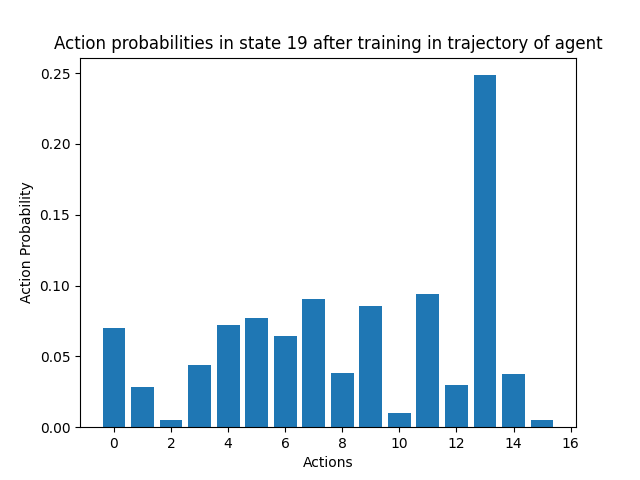 Action probabilities in state 19 after training in trajectory of agent
0.25
0.20
0.15
0.10
0.05
0.00
Action Probability
0 2 4 6 8 10 12 14 16
Actions